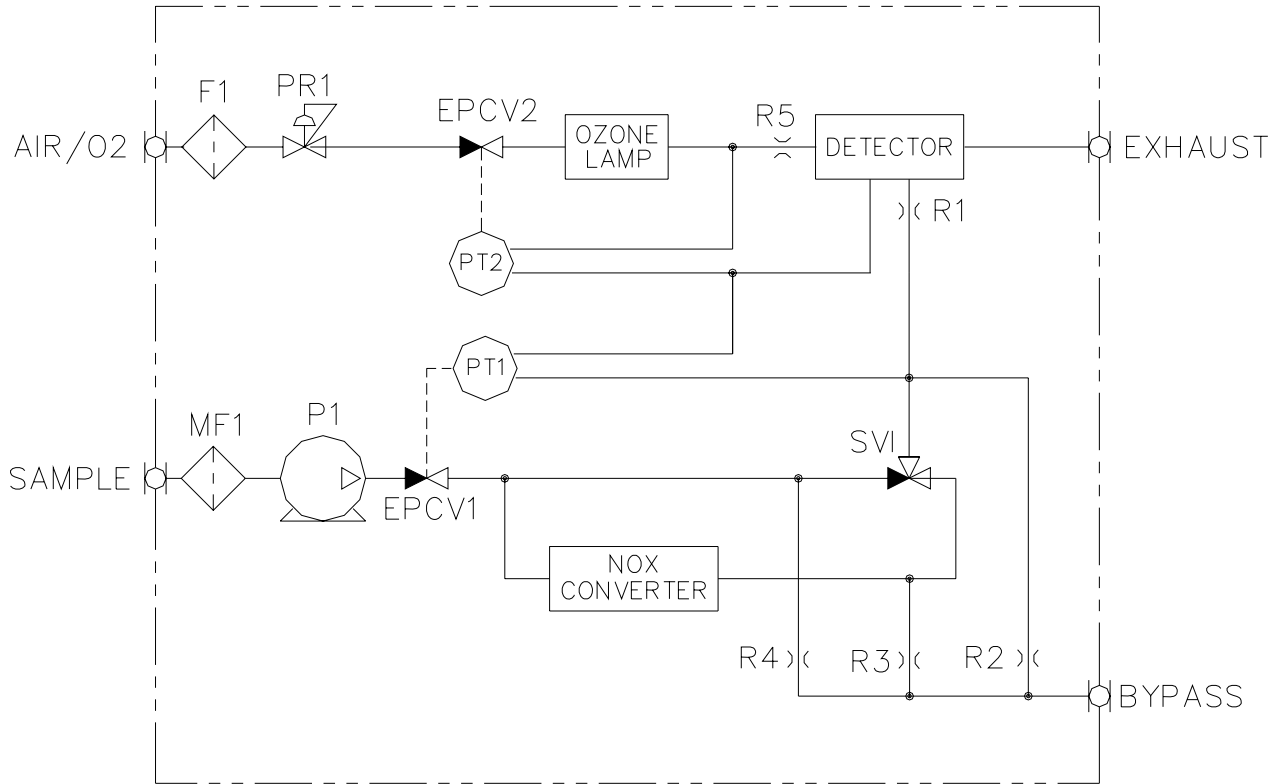 F1
PR1
EPCV2
R5
AIR/O2
OZONE
LAMP
DETECTOR
EXHAUST
R1
PT2
PT1
MF1
P1
SV1
SAMPLE
EPCV1
NOX
CONVERTER
R4
R3
R2
BYPASS